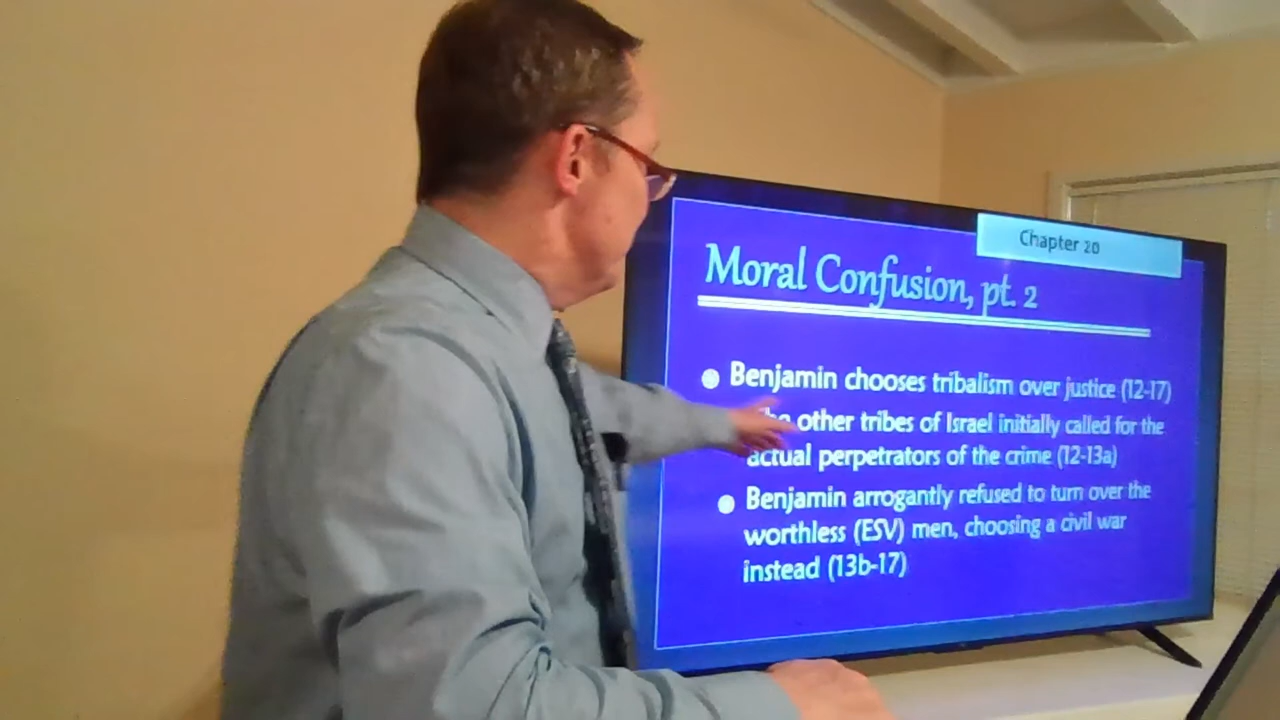 Chapter 20
Moral Confusion, pt. 2
Benjamin chooses tribalism over justice (12-17)
other tribes of Israel initially called for the
actual perpetrators of the crime (12-13a)
Benjamin arrogantly refused to turn over the
worthless (ESV) men, choosing a civil war
instead (13b-17)